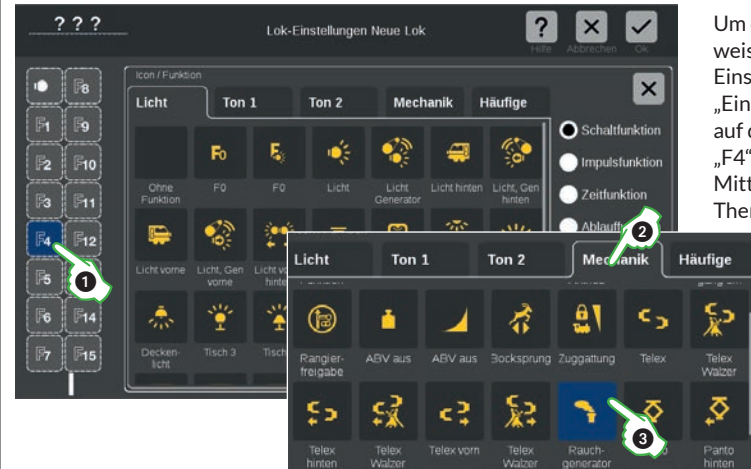 ? ? ?
Lok-Einstellungen Neue Lok
?
Hilfe
Abbrechen
Ok
Icon / Funktion
Licht
Ton 1
Ton 2
Mechanik
Häufige
F8
F1
F9
F2
F10
F3
F11
F4
F12
F5
F6
F14
F7
F15
1
F0
F
Ohne Funktion
F0
F0
Licht
Licht Generator
Licht hinten
Licht, Gen hinten
Licht vorne
Licht, Gen vorne
Decken-
licht
Tisch 3
Schaltfunktion
Impulsfunktion
Zeitfunktion
2
Licht
Ton 1
Ton 2
Mechanik
Häufige
Rangier-
freigabe
ABV aus
ABV aus
Bocksprung
Zuggattung
Telex
Telex
Walzer
Telex
hinten
Telex
Walzer
Telex vorn
Telex
Walzer
Rauch-
generator
3
Panto
hinten
Um
weis
Eins
„Ein
auf d
„F4“
Mitt
Ther